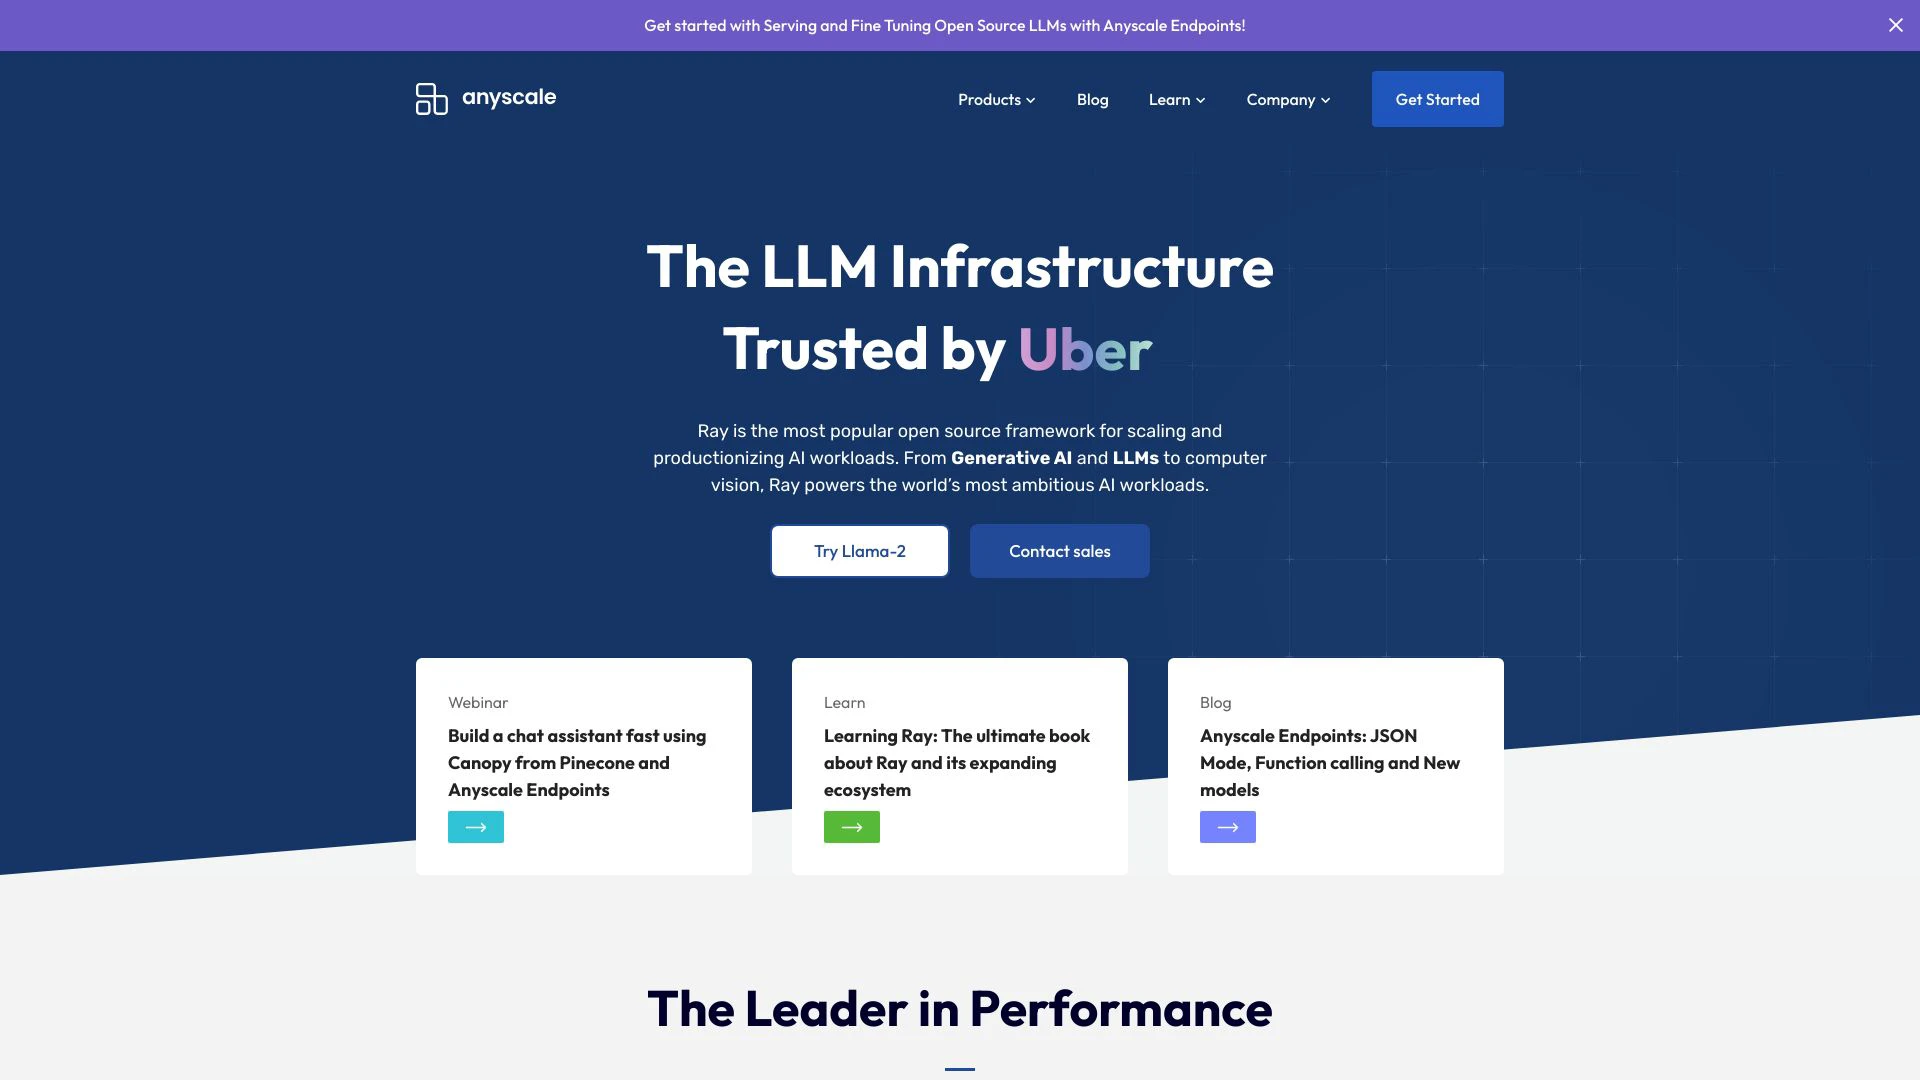 Get started with Serving and Fine Tuning Open Source LLMs with Anyscale Endpoints!
anyscale
Products
Blog
Learn
Company
Get Started
The LLM Infrastructure
Trusted by Uber
Ray is the most popular open source framework for scaling and
productionizing AI workloads. From Generative AI and LLMs to computer
vision, Ray powers the world’s most ambitious AI workloads.
Try Llama-2
Contact sales
Webinar
Build a chat assistant fast using
Canopy from Pinecone and
Anyscale Endpoints
Learn
Learning Ray: The ultimate book
about Ray and its expanding
ecosystem
Blog
Anyscale Endpoints: JSON
Mode, Function calling and New
models
The Leader in Performance